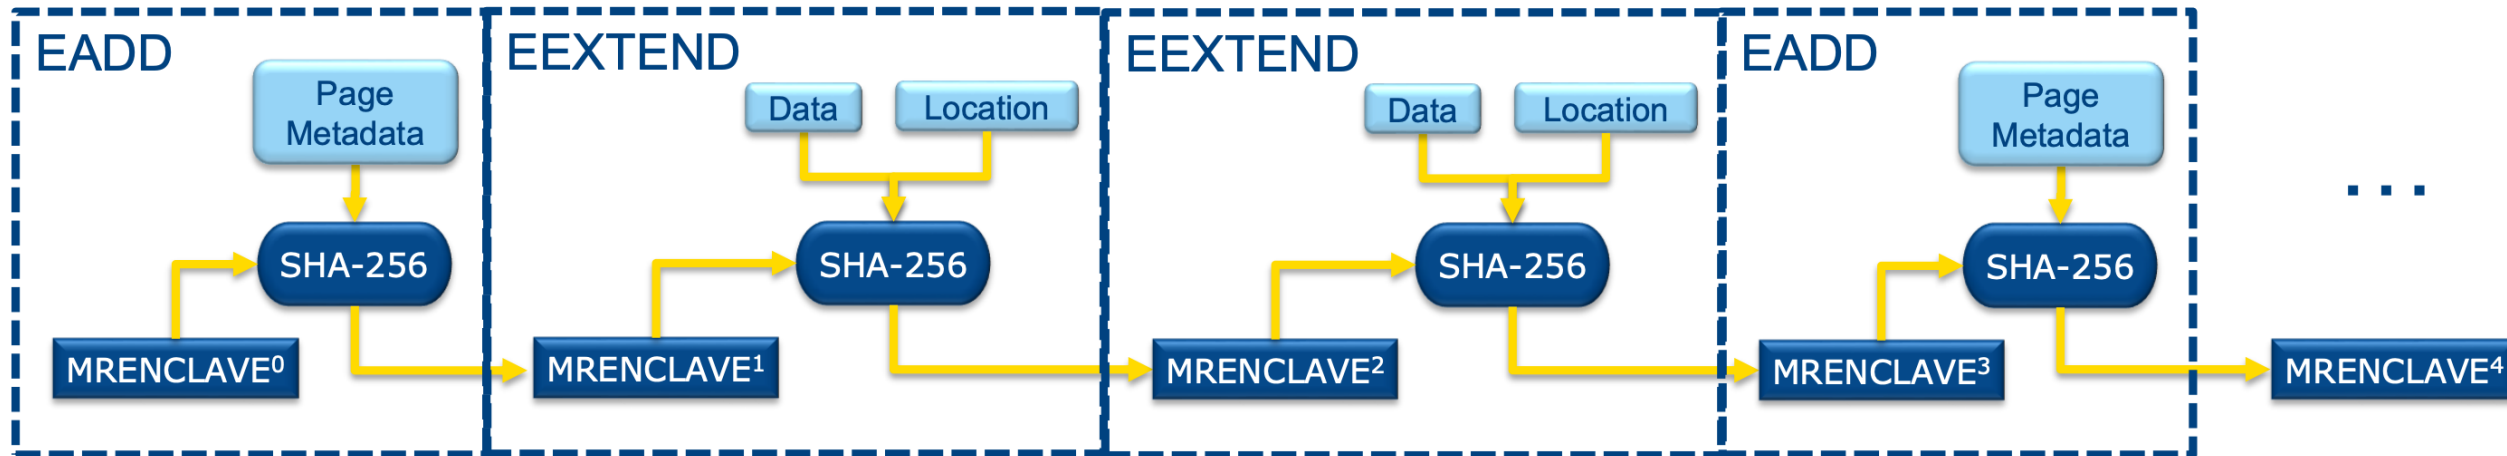 EADD
Page
Metadata
SHA-256
MRENCLAVE⁰
EEXTEND
Data
Location
SHA-256
MRENCLAVE¹
EEXTEND
Data
Location
SHA-256
MRENCLAVE²
EADD
Page
Metadata
SHA-256
MRENCLAVE³
...
MRENCLAVE⁴